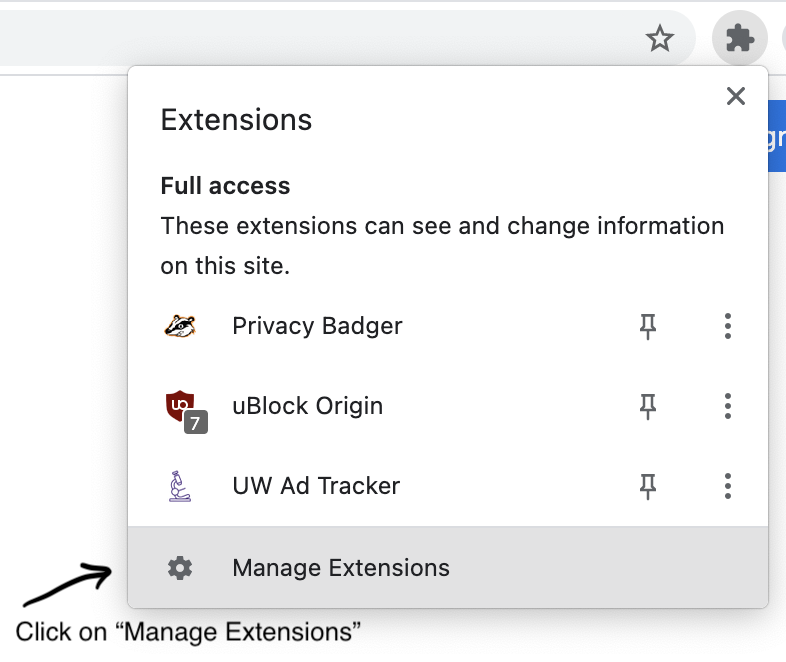 Extensions
Full access
These extensions can see and change information
on this site.
Privacy Badger
uBlock Origin
7
UW Ad Tracker
Manage Extensions
Click on “Manage Extensions”